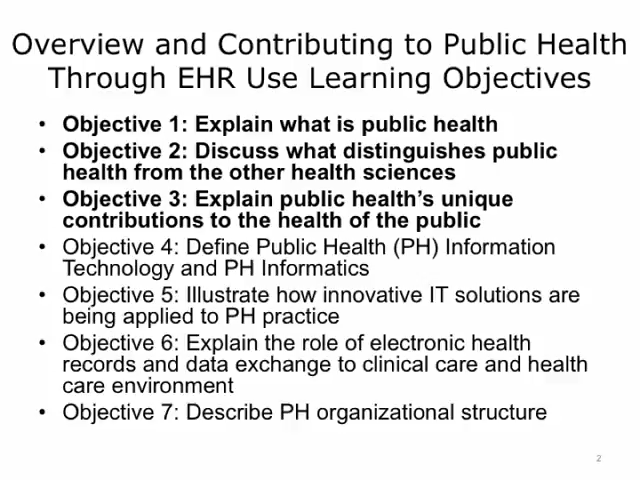 Overview and Contributing to Public Health
Through EHR Use Learning Objectives
• Objective 1: Explain what is public health
• Objective 2: Discuss what distinguishes public
health from the other health sciences
• Objective 3: Explain public health’s unique
contributions to the health of the public
• Objective 4: Define Public Health (PH) Information
Technology and PH Informatics
• Objective 5: Illustrate how innovative IT solutions are
being applied to PH practice
• Objective 6: Explain the role of electronic health
records and data exchange to clinical care and health
care environment
• Objective 7: Describe PH organizational structure
2